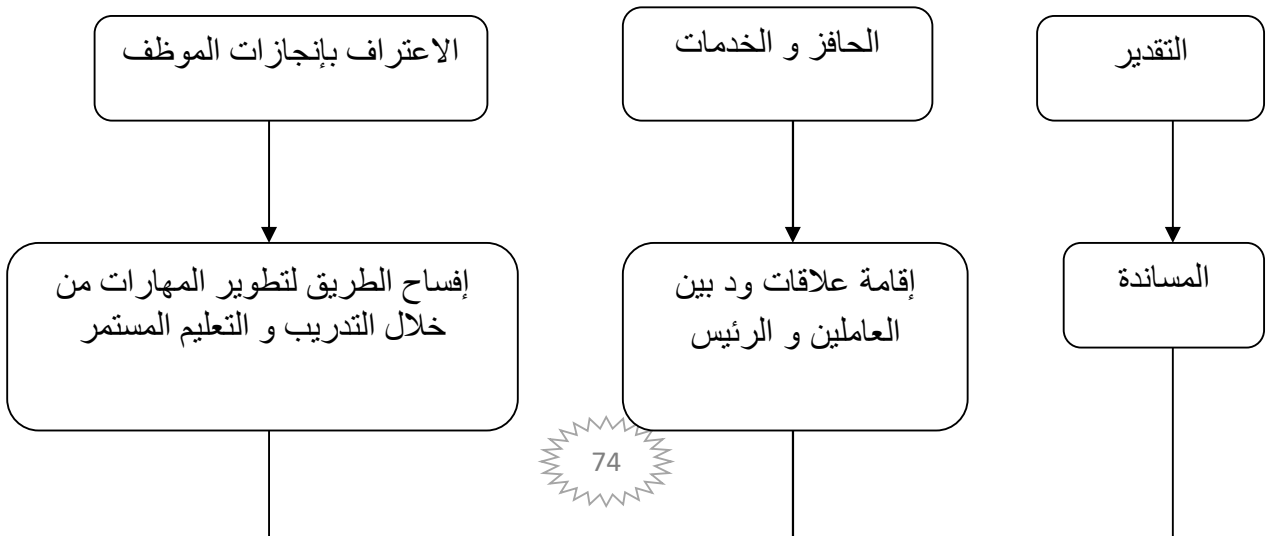 التقدير
الحافز و الخدمات
الاعتراف بإنجازات الموظف
المساندة
إقامة علاقات ود بين
العاملين و الرئيس
إفساح الطريق لتطوير المهارات من
خلال التدريب و التعليم المستمر
74